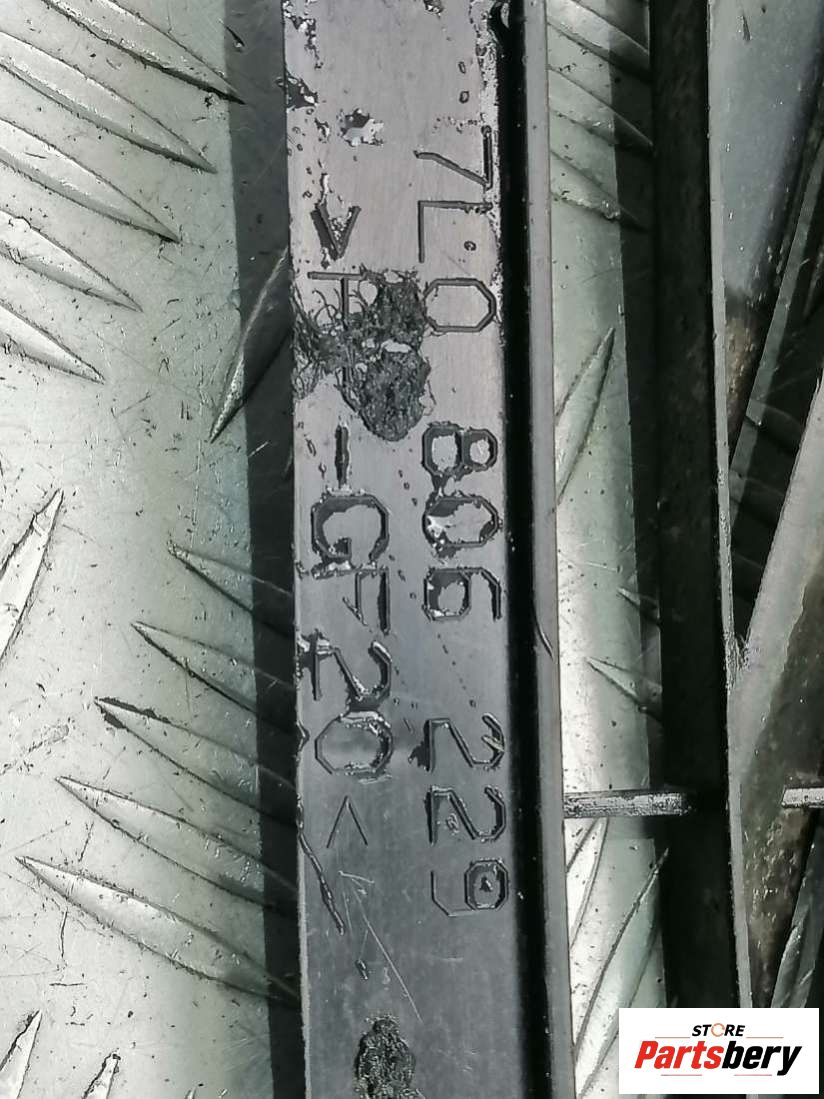 7L0 806 229
-GF20<
STORE
Partsbery